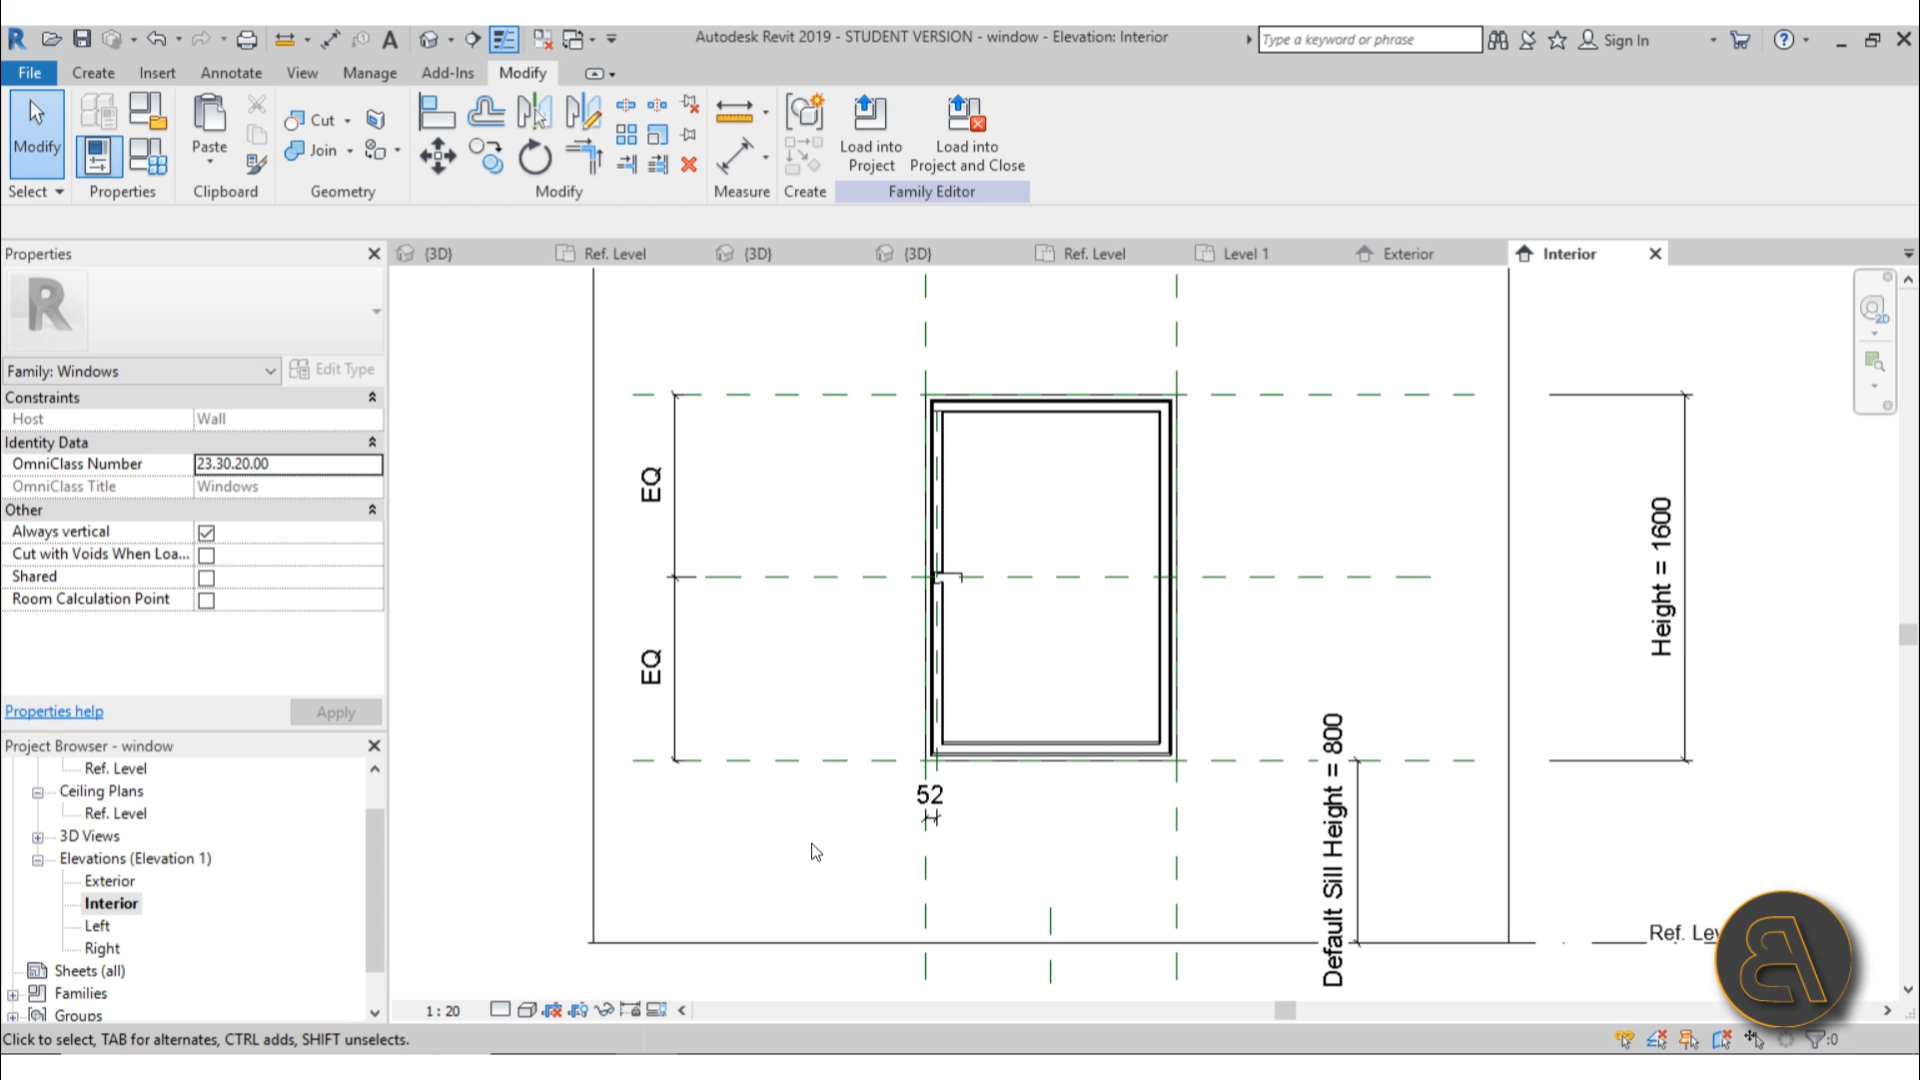 Autodesk Revit 2019 - STUDENT VERSION - window - Elevation: Interior
Type a keyword or phrase
Sign In
File Create Insert Annotate View Manage Add-Ins Modify
Modify
Paste
Cut
Join
Load into Project
Load into Project and Close
Select Properties Clipboard Geometry Modify Measure Create Family Editor
Properties
{3D} Ref. Level {3D} {3D} Ref. Level Level 1 Exterior Interior
Family: Windows
Edit Type
Constraints
Host Wall
Identity Data
OmniClass Number 23.30.20.00
OmniClass Title Windows
Other
Always vertical
Cut with Voids When Loa...
Shared
Room Calculation Point
Properties help
Apply
Project Browser - window
Ref. Level
Ceiling Plans
Ref. Level
3D Views
Elevations (Elevation 1)
Exterior
Interior
Left
Right
Sheets (all)
Families
Groups
EQ
EQ
52
Default Sill Height = 800
Height = 1600
Ref. Lev
2D
1 : 20
Click to select, TAB for alternates, CTRL adds, SHIFT unselects.
:0